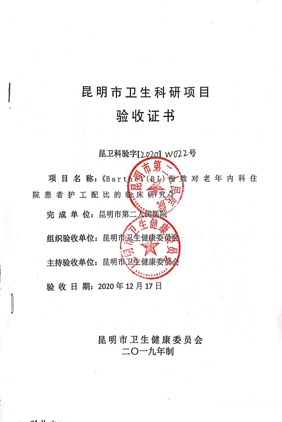 昆明市卫生科研项目
验收证书
昆卫科验字[2020] W022号
项目名称：《Barthel(BI)指数对老年内科住
院患者护工配比的临床研究》
完成单位：昆明市第二人民医院
组织验收单位：昆明市卫生健康委员会
主持验收单位：昆明市卫生健康委员会
验收日期：2020年12月17日
昆明市卫生健康委员会
二〇一九年制